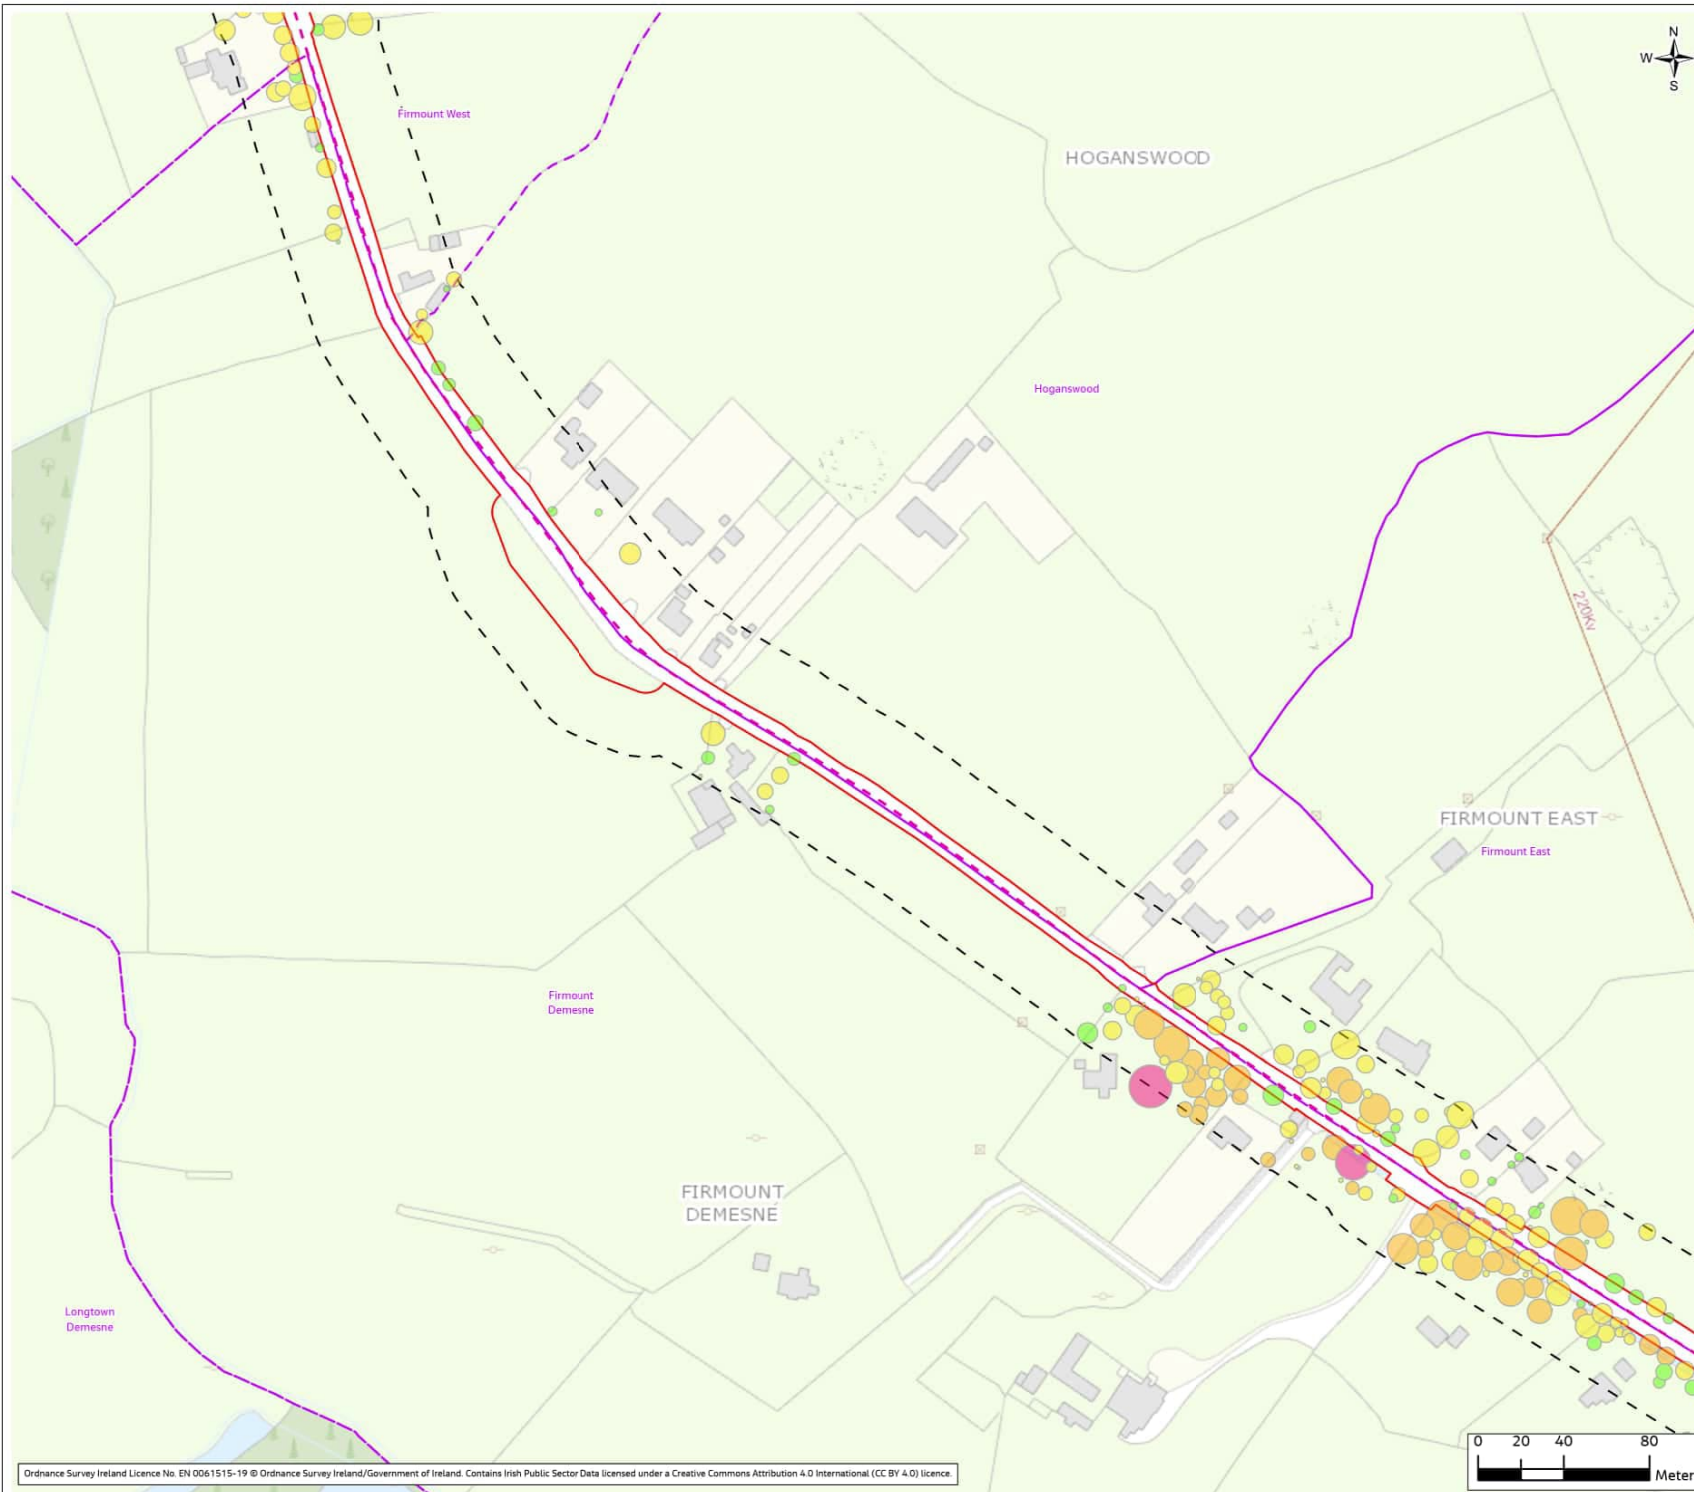 N
W
S
Firmount West
HOGANSWOOD
Hoganswood
220Kv
FIRMOUNT EAST
Firmount East
Firmount
Demesne
FIRMOUNT
DEMESNE
Longtown
Demesne
0 20 40 80
Meter
Ordnance Survey Ireland Licence No. EN 0061515-19 © Ordnance Survey Ireland/Government of Ireland. Contains Irish Public Sector Data licensed under a Creative Commons Attribution 4.0 International (CC BY 4.0) licence.